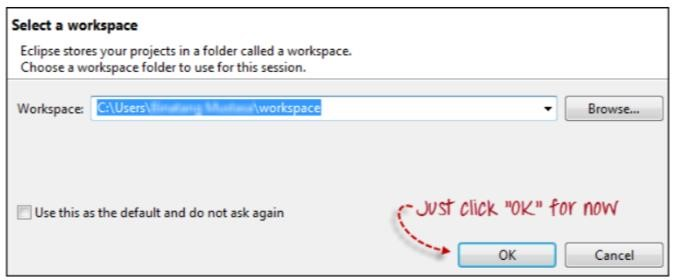 Select a workspace
Eclipse stores your projects in a folder called a workspace.
Choose a workspace folder to use for this session.
Workspace: C:\Users\ \workspace
Browse...
Use this as the default and do not ask again
Just click "OK" for now
OK
Cancel